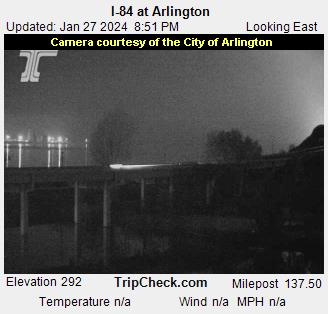 I-84 at Arlington
Updated: Jan 27 2024 8:51 PM Looking East
Camera courtesy of the City of Arlington
Elevation 292 TripCheck.com Milepost 137.50
Temperature n/a Wind n/a MPH n/a